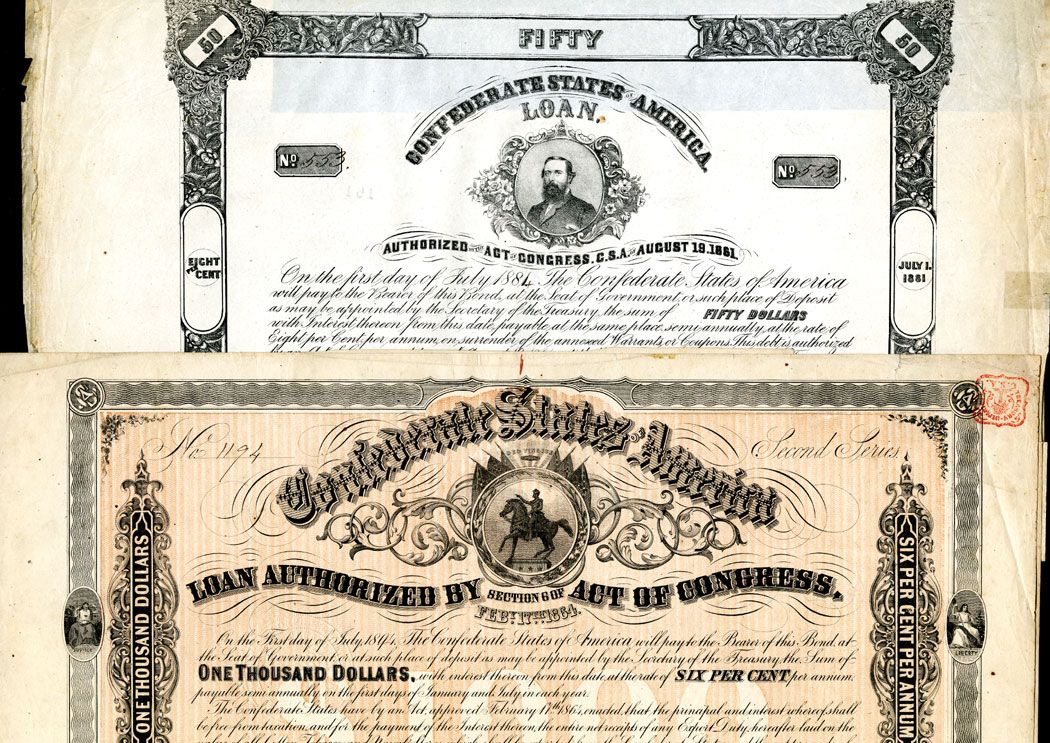 50
FIFTY
50
CONFEDERATE STATES OF AMERICA
LOAN.
No 553
No 553
AUTHORIZED BY THE ACT OF CONGRESS, C.S.A. OF AUGUST 19.1861.
EIGHT
PER
CENT
JULY 1.
1881
On the first day of July 1881, The Confederate States of America
will pay to the Bearer of this Bond, at the Seat of Government, or such place of Deposit
as may be appointed by the Secretary of the Treasury, the sum of FIFTY DOLLARS
with Interest thereon from this date, payable at the same place, semi annually, at the rate of
Eight per Cent, per annum, on surrender of the annexed Warrants, or Coupons. This debt is authorized
No. 4194
Second Series
Confederate States of America
DEO VINDICE
LOAN AUTHORIZED BY SECTION 6 OF ACT OF CONGRESS,
FEBY. 17TH 1864.
ONE THOUSAND DOLLARS
SIX PER CENT PER ANNUM
JUSTICE
LIBERTY
On the First day of July, 1894, The Confederate States of America will pay to the Bearer of this Bond, at
the Seat of Government, or at such place of deposit as may be appointed by the Secretary of the Treasury, the Sum of
ONE THOUSAND DOLLARS, with interest thereon from this date, at the rate of SIX PER CENT, per annum,
payable semi annually on the first days of January and July in each year.
The Confederate States have by an Act, approved February 17th 1864, enacted, that the principal and interest whereof shall
be free from taxation, and for the payment of the Interest thereon, the entire net receipts of any Export Duty, hereafter laid on the